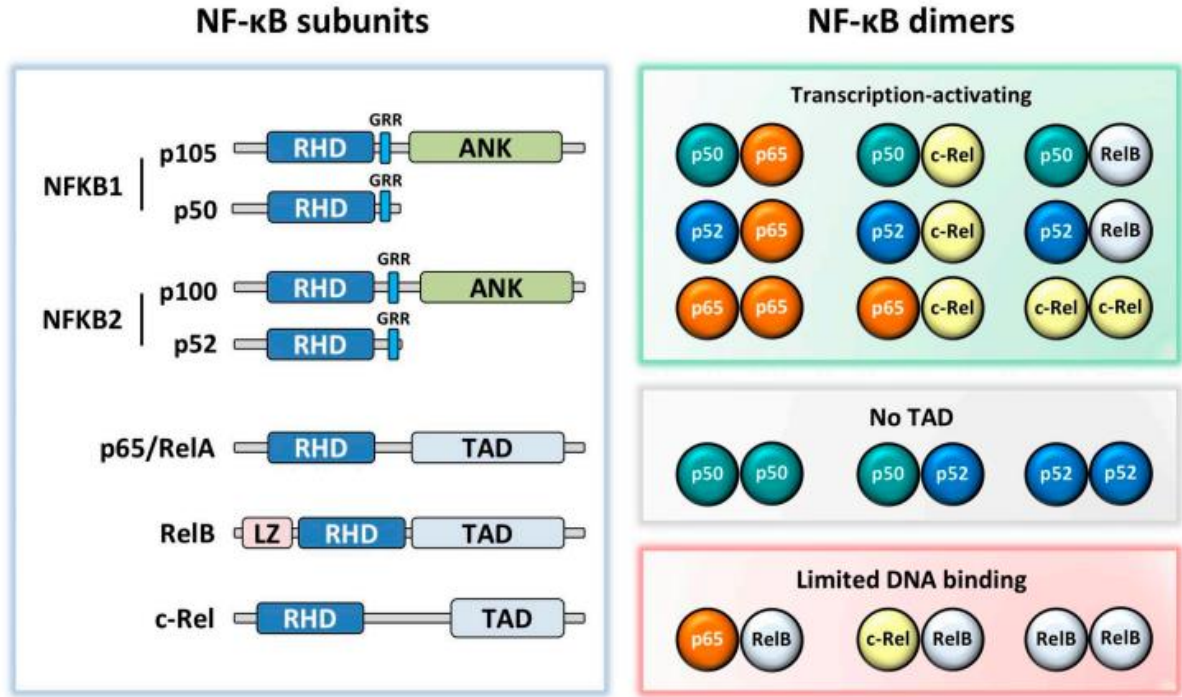 NF-κB subunits
GRR
p105 RHD ANK
NFKB1
GRR
p50 RHD
GRR
p100 RHD ANK
NFKB2
GRR
p52 RHD
p65/RelA RHD TAD
RelB LZ RHD TAD
c-Rel RHD TAD
NF-κB dimers
Transcription-activating
p50 p65 p50 c-Rel p50 RelB
p52 p65 p52 c-Rel p52 RelB
p65 p65 p65 c-Rel c-Rel c-Rel
No TAD
p50 p50 p50 p52 p52 p52
Limited DNA binding
p65 RelB c-Rel RelB RelB RelB